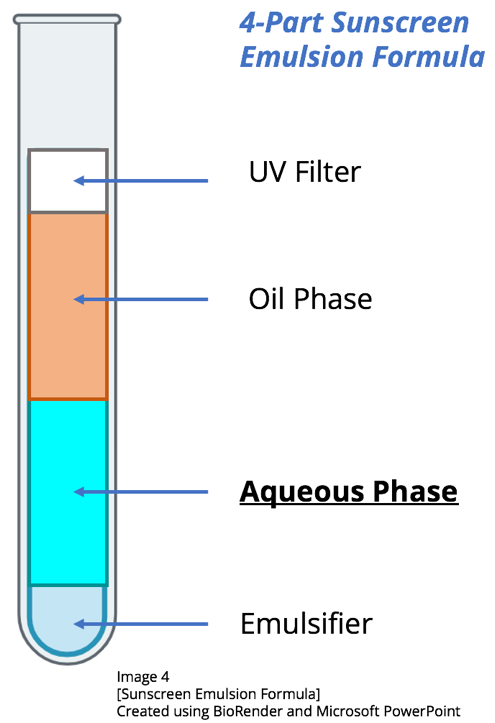 4-Part Sunscreen
Emulsion Formula
UV Filter
Oil Phase
Aqueous Phase
Emulsifier
Image 4
[Sunscreen Emulsion Formula]
Created using BioRender and Microsoft PowerPoint